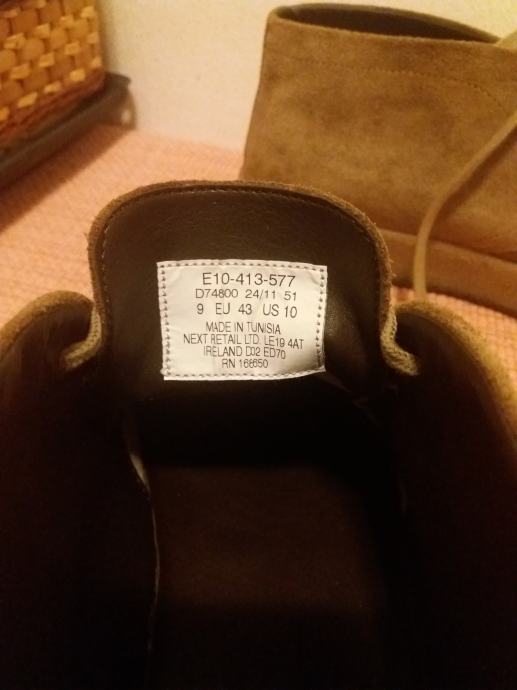 E10-413-577
D74800 24/11 51
9 EU 43 US 10
MADE IN TUNISIA
NEXT RETAIL LTD. LE19 4AT
IRELAND D02 ED70
RN 168650